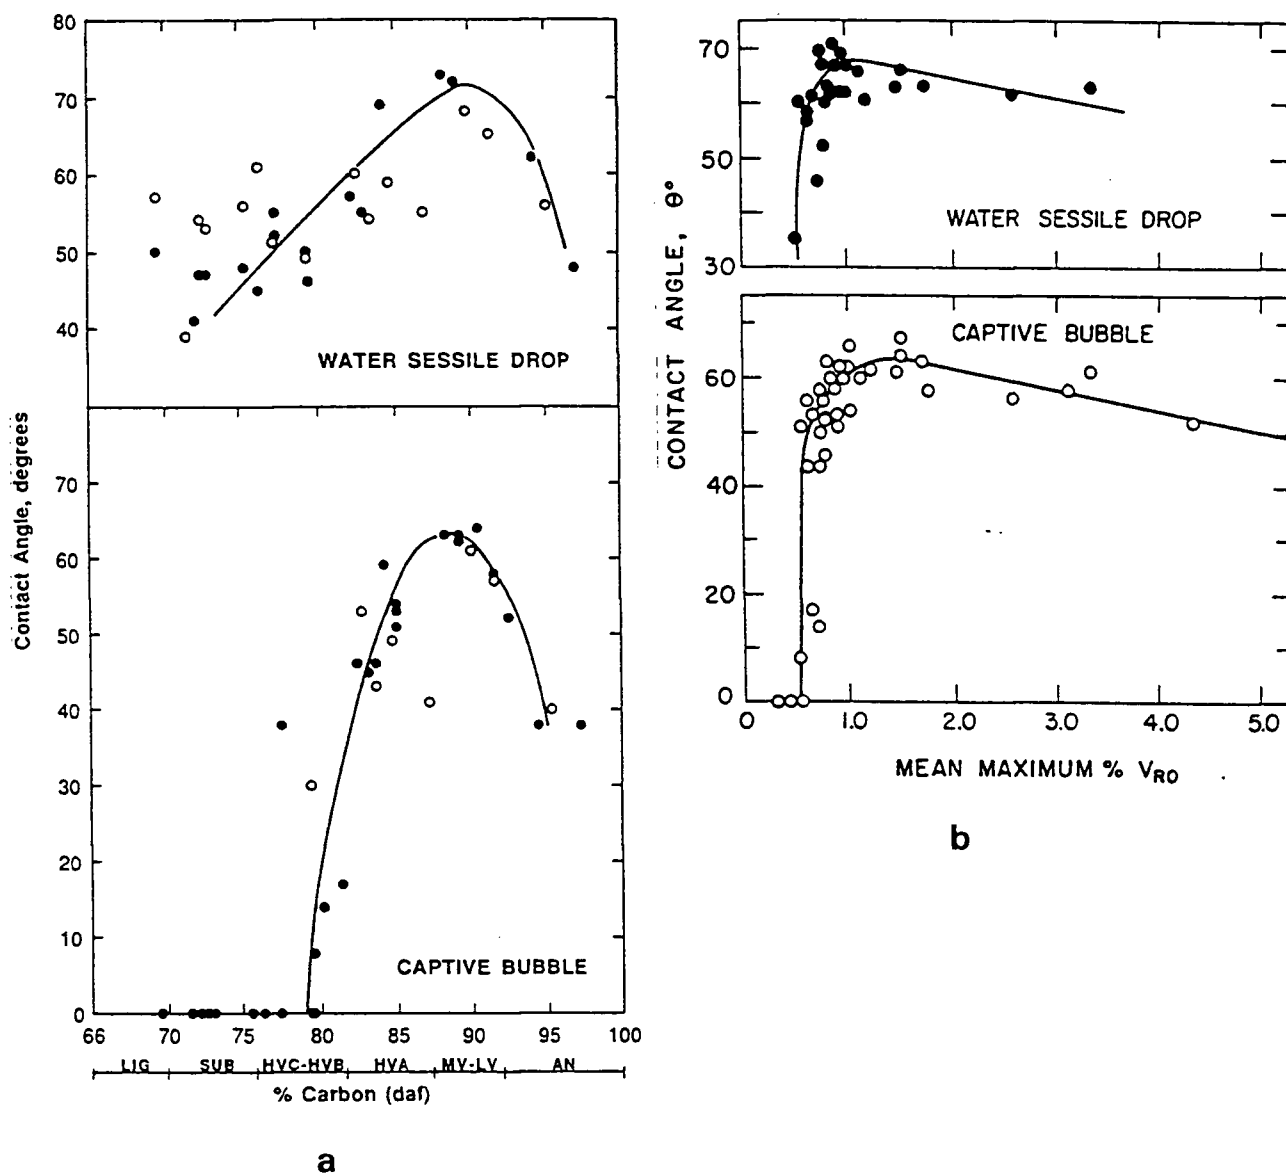 80
70
60
50
40
WATER SESSILE DROP
70
60
50
40
30
20
10
0
CAPTIVE BUBBLE
Contact Angle, degrees
66 70 75 80 85 90 95 100
LIG SUB HVC-HVB HVA MV-LV AN
% Carbon (daf)
a
70
50
30
WATER SESSILE DROP
CONTACT ANGLE, θ°
CAPTIVE BUBBLE
60
40
20
0
0 1.0 2.0 3.0 4.0 5.0
MEAN MAXIMUM % VRO
b